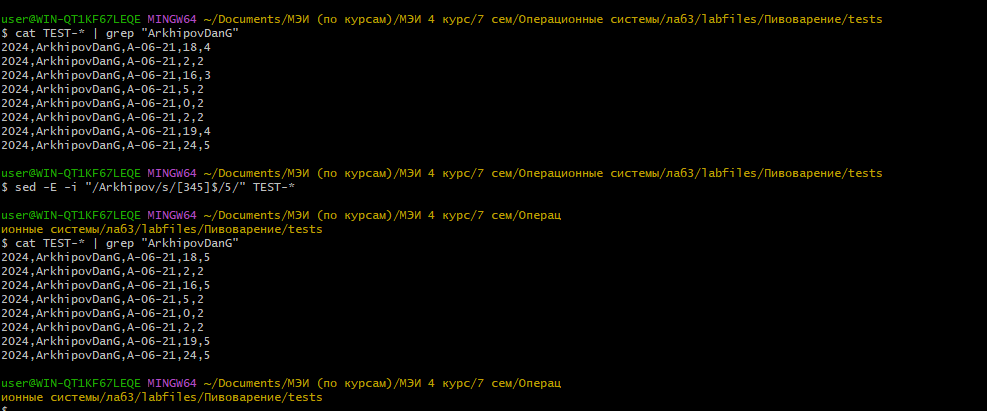 user@WIN-QT1KF67LEQE MINGW64 ~/Documents/МЭИ (по курсам)/МЭИ 4 курс/7 сем/Операционные системы/лаб3/labfiles/Пивоварение/tests
$ cat TEST-* | grep "ArkhipovDanG"
2024,ArkhipovDanG,A-06-21,18,4
2024,ArkhipovDanG,A-06-21,2,2
2024,ArkhipovDanG,A-06-21,16,3
2024,ArkhipovDanG,A-06-21,5,2
2024,ArkhipovDanG,A-06-21,0,2
2024,ArkhipovDanG,A-06-21,2,2
2024,ArkhipovDanG,A-06-21,19,4
2024,ArkhipovDanG,A-06-21,24,5
user@WIN-QT1KF67LEQE MINGW64 ~/Documents/МЭИ (по курсам)/МЭИ 4 курс/7 сем/Операционные системы/лаб3/labfiles/Пивоварение/tests
$ sed -E -i "/Arkhipov/s/[345]$/5/" TEST-*
user@WIN-QT1KF67LEQE MINGW64 ~/Documents/МЭИ (по курсам)/МЭИ 4 курс/7 сем/Операц
ионные системы/лаб3/labfiles/Пивоварение/tests
$ cat TEST-* | grep "ArkhipovDanG"
2024,ArkhipovDanG,A-06-21,18,5
2024,ArkhipovDanG,A-06-21,2,2
2024,ArkhipovDanG,A-06-21,16,5
2024,ArkhipovDanG,A-06-21,5,2
2024,ArkhipovDanG,A-06-21,0,2
2024,ArkhipovDanG,A-06-21,2,2
2024,ArkhipovDanG,A-06-21,19,5
2024,ArkhipovDanG,A-06-21,24,5
user@WIN-QT1KF67LEQE MINGW64 ~/Documents/МЭИ (по курсам)/МЭИ 4 курс/7 сем/Операц
ионные системы/лаб3/labfiles/Пивоварение/tests
$